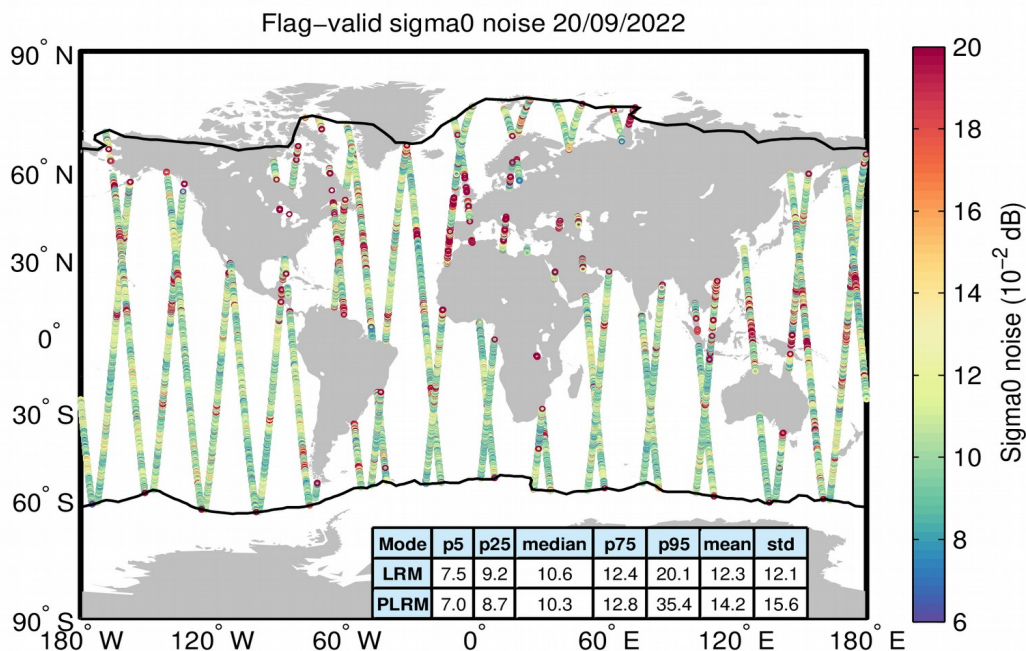 Flag−valid sigma0 noise 20/09/2022
90° N
60° N
30° N
0°
30° S
60° S
90° S
180° W
120° W
60° W
0°
60° E
120° E
180° E
Mode p5 p25 median p75 p95 mean std
LRM 7.5 9.2 10.6 12.4 20.1 12.3 12.1
PLRM 7.0 8.7 10.3 12.8 35.4 14.2 15.6
20
18
16
14
12
10
8
6
Sigma0 noise (10⁻² dB)